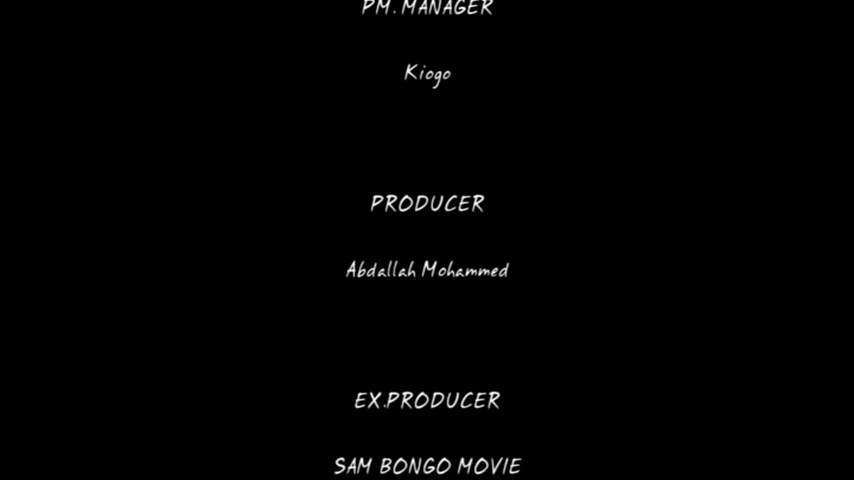 PM. MANAGER
Kiogo
PRODUCER
Abdallah Mohammed
EX.PRODUCER
SAM BONGO MOVIE